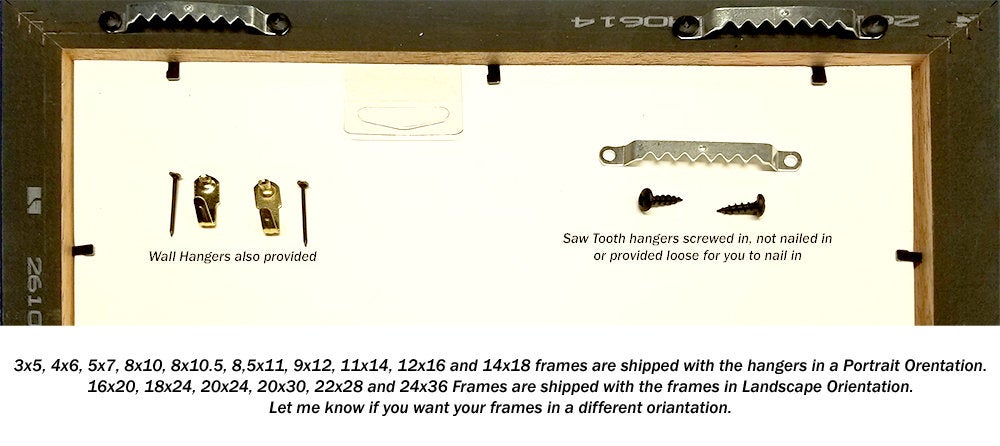 40614
261
Wall Hangers also provided
Saw Tooth hangers screwed in, not nailed in
or provided loose for you to nail in
2610
3x5, 4x6, 5x7, 8x10, 8x10.5, 8,5x11, 9x12, 11x14, 12x16 and 14x18 frames are shipped with the hangers in a Portrait Orentation.
16x20, 18x24, 20x24, 20x30, 22x28 and 24x36 Frames are shipped with the frames in Landscape Orientation.
Let me know if you want your frames in a different oriantation.